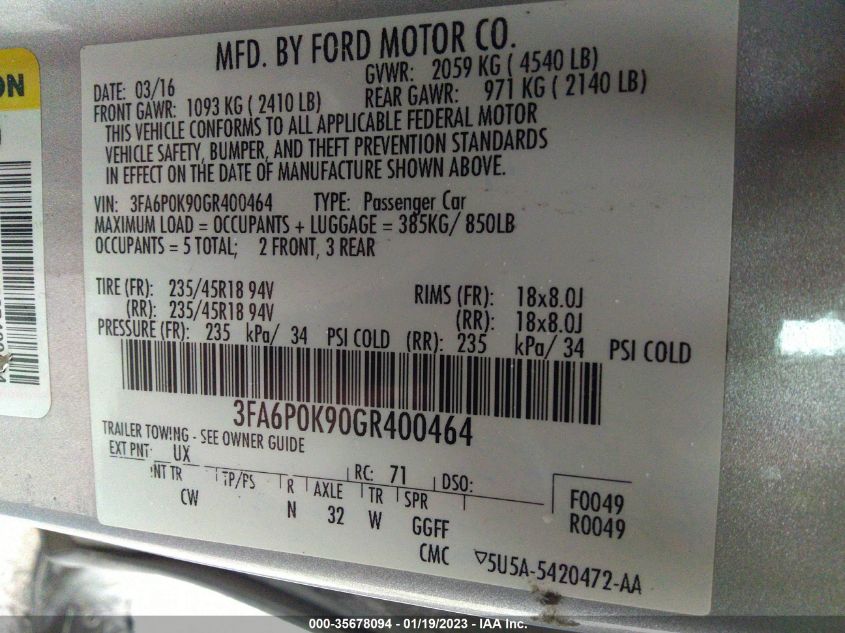 ON
MFD. BY FORD MOTOR CO.
DATE: 03/16 GVWR: 2059 KG ( 4540 LB)
FRONT GAWR: 1093 KG ( 2410 LB) REAR GAWR: 971 KG ( 2140 LB)
THIS VEHICLE CONFORMS TO ALL APPLICABLE FEDERAL MOTOR
VEHICLE SAFETY, BUMPER, AND THEFT PREVENTION STANDARDS
IN EFFECT ON THE DATE OF MANUFACTURE SHOWN ABOVE.
VIN: 3FA6P0K90GR400464 TYPE: Passenger Car
MAXIMUM LOAD = OCCUPANTS + LUGGAGE = 385KG/ 850LB
OCCUPANTS = 5 TOTAL; 2 FRONT, 3 REAR
TIRE (FR): 235/45R18 94V RIMS (FR): 18x8.0J
(RR): 235/45R18 94V (RR): 18x8.0J
PRESSURE (FR): 235 kPa/ 34 PSI COLD (RR): 235 kPa/ 34 PSI COLD
3FA6P0K90GR400464
TRAILER TOWING - SEE OWNER GUIDE
EXT PNT: UX RC: 71 DSO:
INT TR TP/PS R AXLE TR SPR F0049
CW N 32 W GGFF R0049
CMC 5U5A-5420472-AA
000-35678094 - 01/19/2023 - IAA Inc.